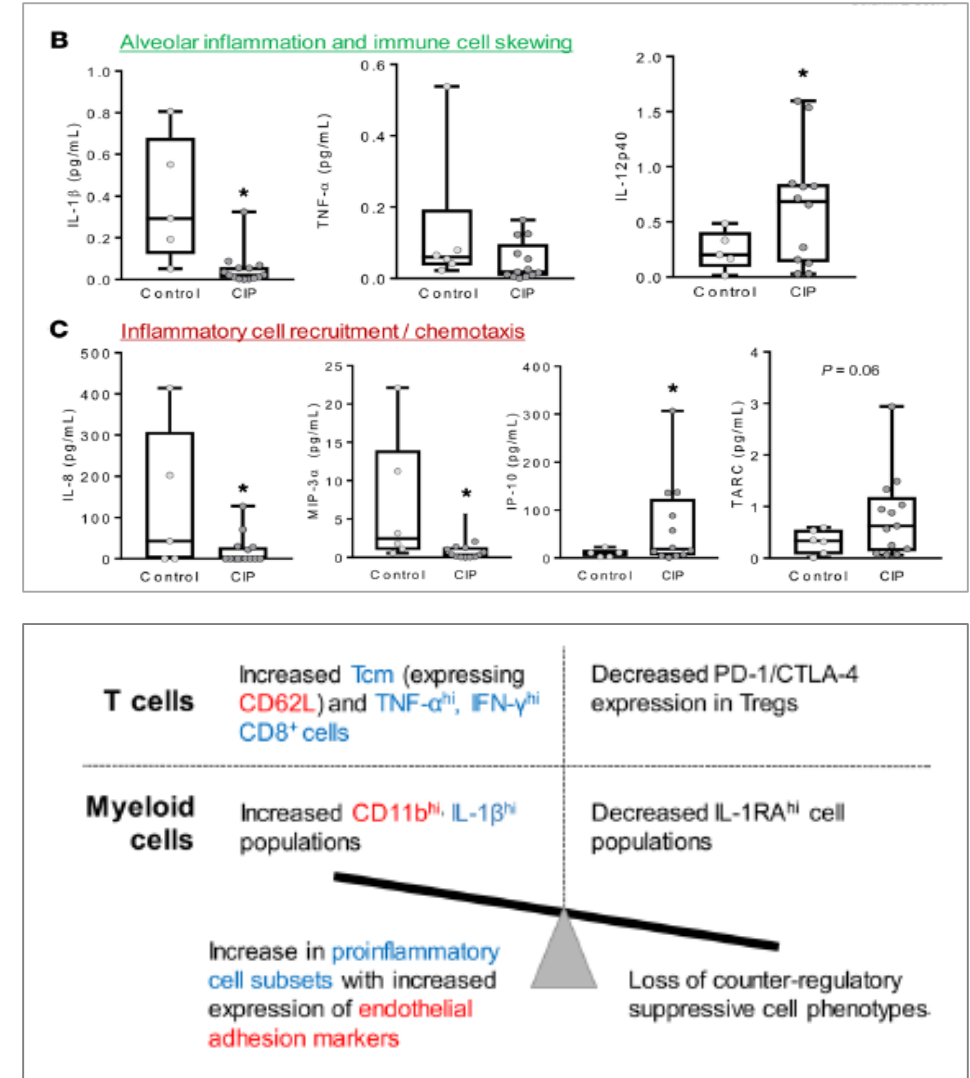 B Alveolar inflammation and immune cell skewing
IL-1β (pg/mL)
1.0
0.8
0.6
0.4
0.2
0.0
*
Control CIP
TNF-α (pg/mL)
0.6
0.4
0.2
0.0
Control CIP
IL-12p40
2.0
1.5
1.0
0.5
0.0
*
Control CIP
C Inflammatory cell recruitment / chemotaxis
IL-8 (pg/mL)
500
400
300
200
100
0
*
Control CIP
MIP-3α (pg/mL)
25
20
15
10
5
0
*
Control CIP
IP-10 (pg/mL)
400
300
200
100
0
*
Control CIP
TARC (pg/mL)
4
3
2
1
0
P = 0.06
Control CIP
T cells
Increased Tcm (expressing
CD62L) and TNF-αhi, IFN-γhi
CD8+ cells
Decreased PD-1/CTLA-4
expression in Tregs
Myeloid
cells
Increased CD11bhi, IL-1βhi
populations
Decreased IL-1RAhi cell
populations
Increase in proinflammatory
cell subsets with increased
expression of endothelial
adhesion markers
Loss of counter-regulatory
suppressive cell phenotypes.